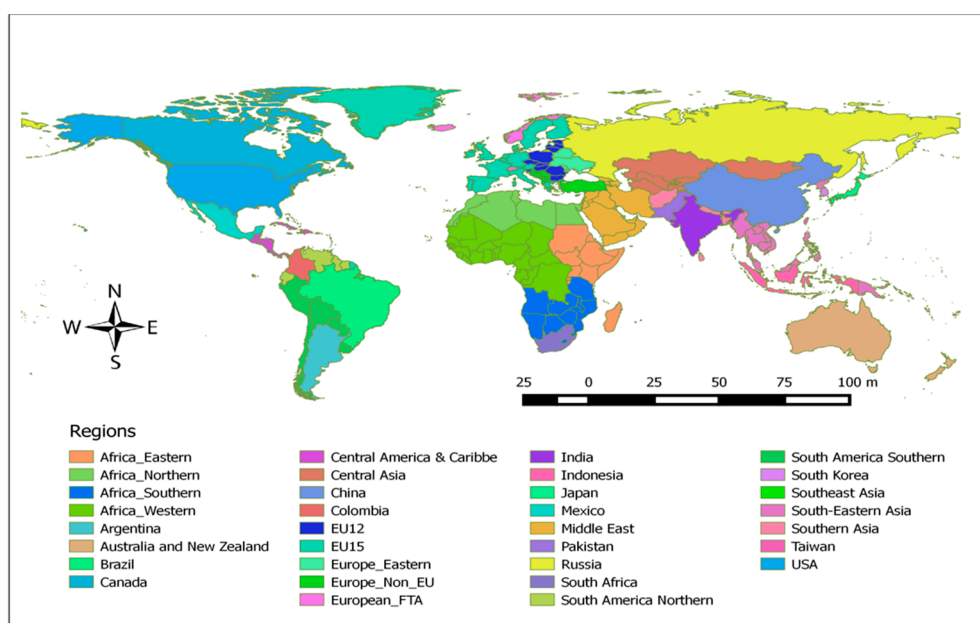 N
W E
S
25 0 25 50 75 100 m
Regions
Africa_Eastern
Africa_Northern
Africa_Southern
Africa_Western
Argentina
Australia and New Zealand
Brazil
Canada
Central America & Caribbe
Central Asia
China
Colombia
EU12
EU15
Europe_Eastern
Europe_Non_EU
European_FTA
India
Indonesia
Japan
Mexico
Middle East
Pakistan
Russia
South Africa
South America Northern
South America Southern
South Korea
Southeast Asia
South-Eastern Asia
Southern Asia
Taiwan
USA